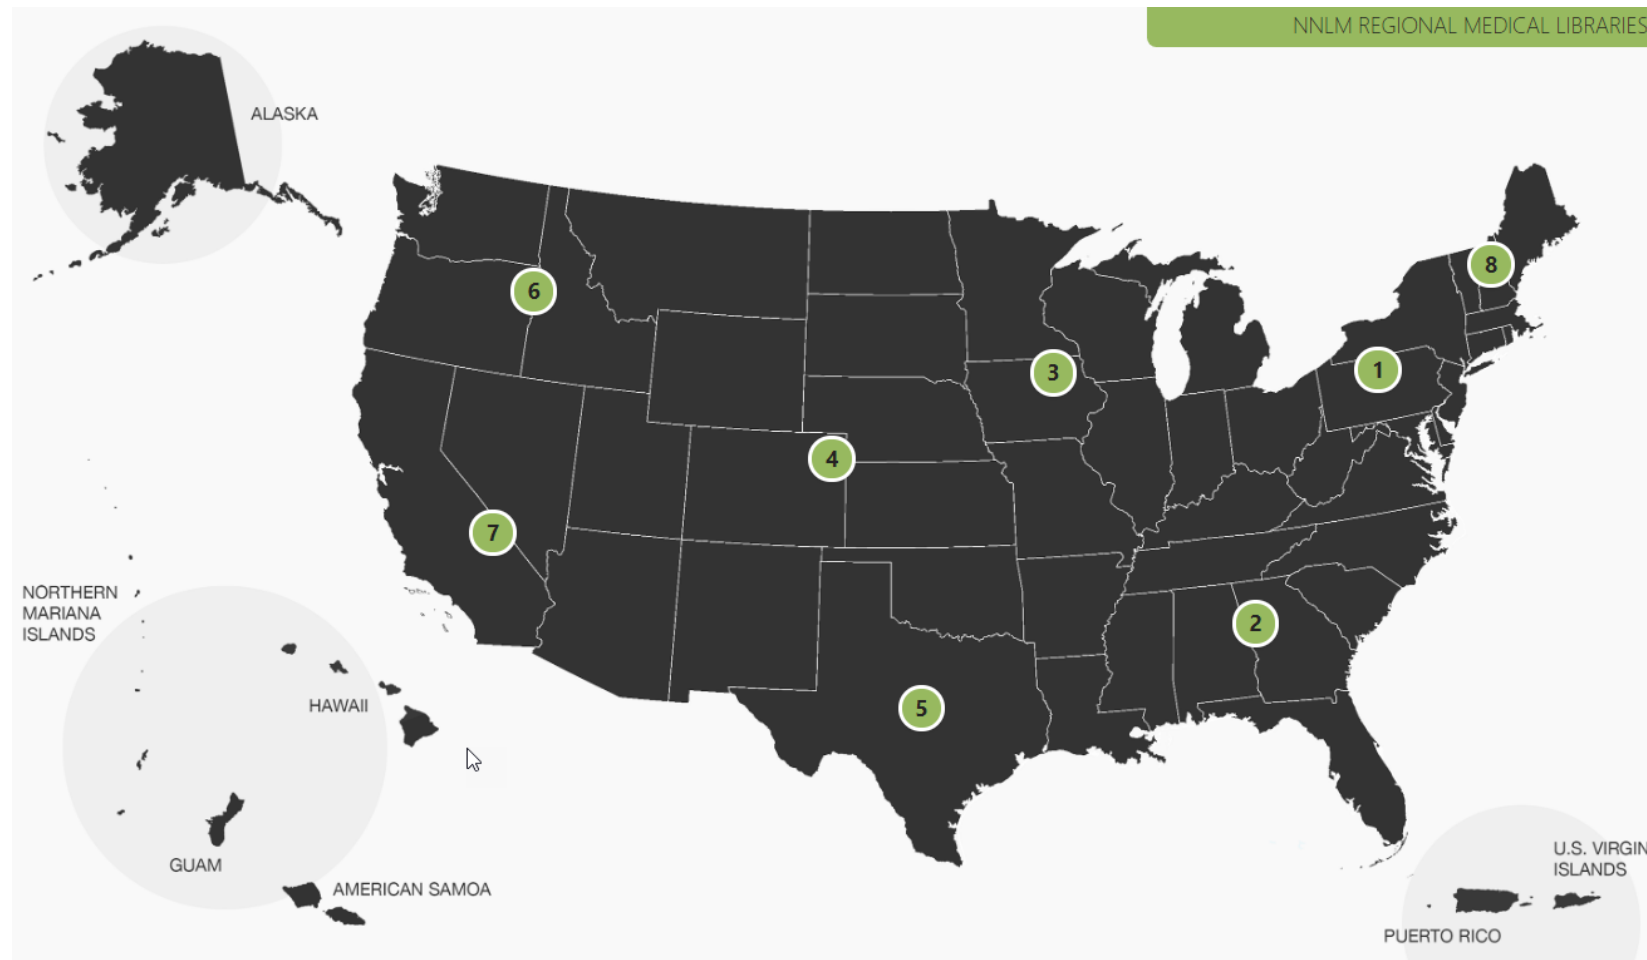 NNLM REGIONAL MEDICAL LIBRARIES
ALASKA
8
6
1
3
4
7
NORTHERN
MARIANA
ISLANDS
2
HAWAII
5
GUAM
AMERICAN SAMOA
U.S. VIRGIN
ISLANDS
PUERTO RICO